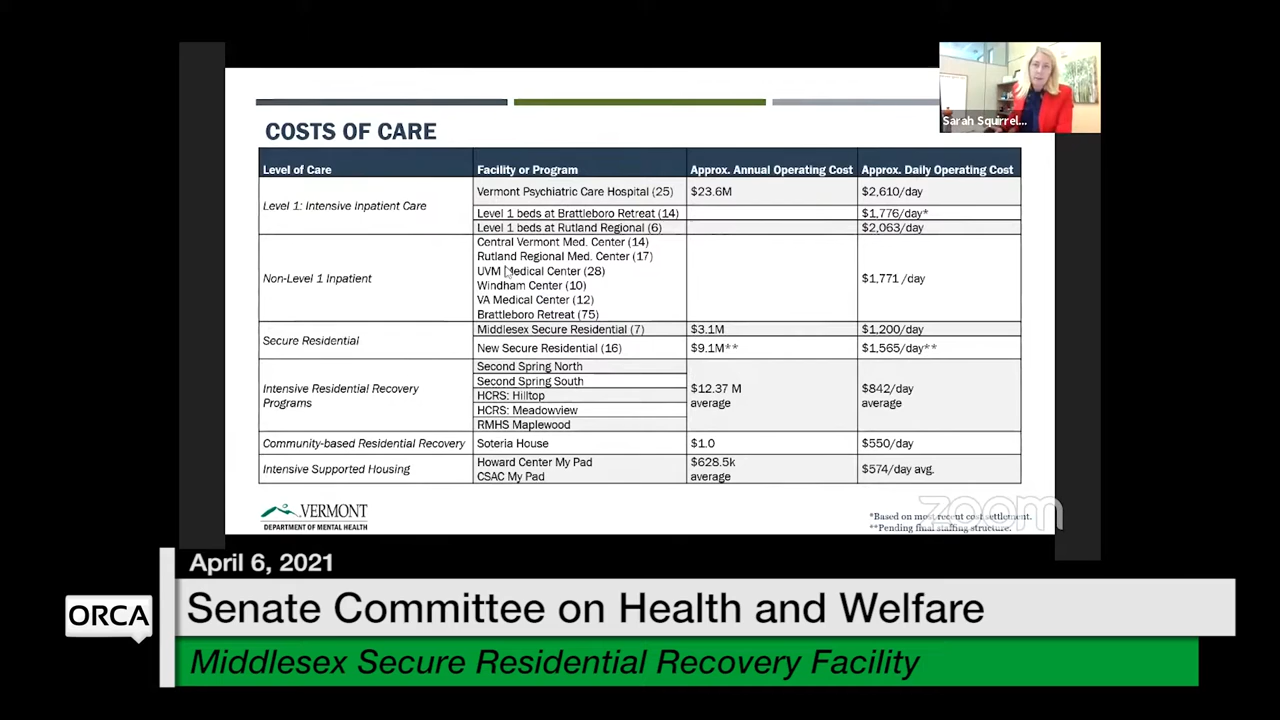 Sarah Squirrel...
COSTS OF CARE
Level of Care Facility or Program Approx. Annual Operating Cost Approx. Daily Operating Cost
Level 1: Intensive Inpatient Care
Vermont Psychiatric Care Hospital (25) $23.6M $2,610/day
Level 1 beds at Brattleboro Retreat (14) $1,776/day*
Level 1 beds at Rutland Regional (6) $2,063/day
Non-Level 1 Inpatient
Central Vermont Med. Center (14)
Rutland Regional Med. Center (17)
UVM Medical Center (28)
Windham Center (10)
VA Medical Center (12)
Brattleboro Retreat (75)
$1,771 /day
Secure Residential
Middlesex Secure Residential (7) $3.1M $1,200/day
New Secure Residential (16) $9.1M** $1,565/day**
Intensive Residential Recovery
Programs
Second Spring North
Second Spring South
HCRS: Hilltop
HCRS: Meadowview
RMHS Maplewood
$12.37 M
average
$842/day
average
Community-based Residential Recovery Soteria House $1.0 $550/day
Intensive Supported Housing
Howard Center My Pad
CSAC My Pad
$628.5k
average
$574/day avg.
VERMONT
DEPARTMENT OF MENTAL HEALTH
*Based on most recent cost settlement.
**Pending final staffing structure.
zoom
April 6, 2021
ORCA
Senate Committee on Health and Welfare
Middlesex Secure Residential Recovery Facility